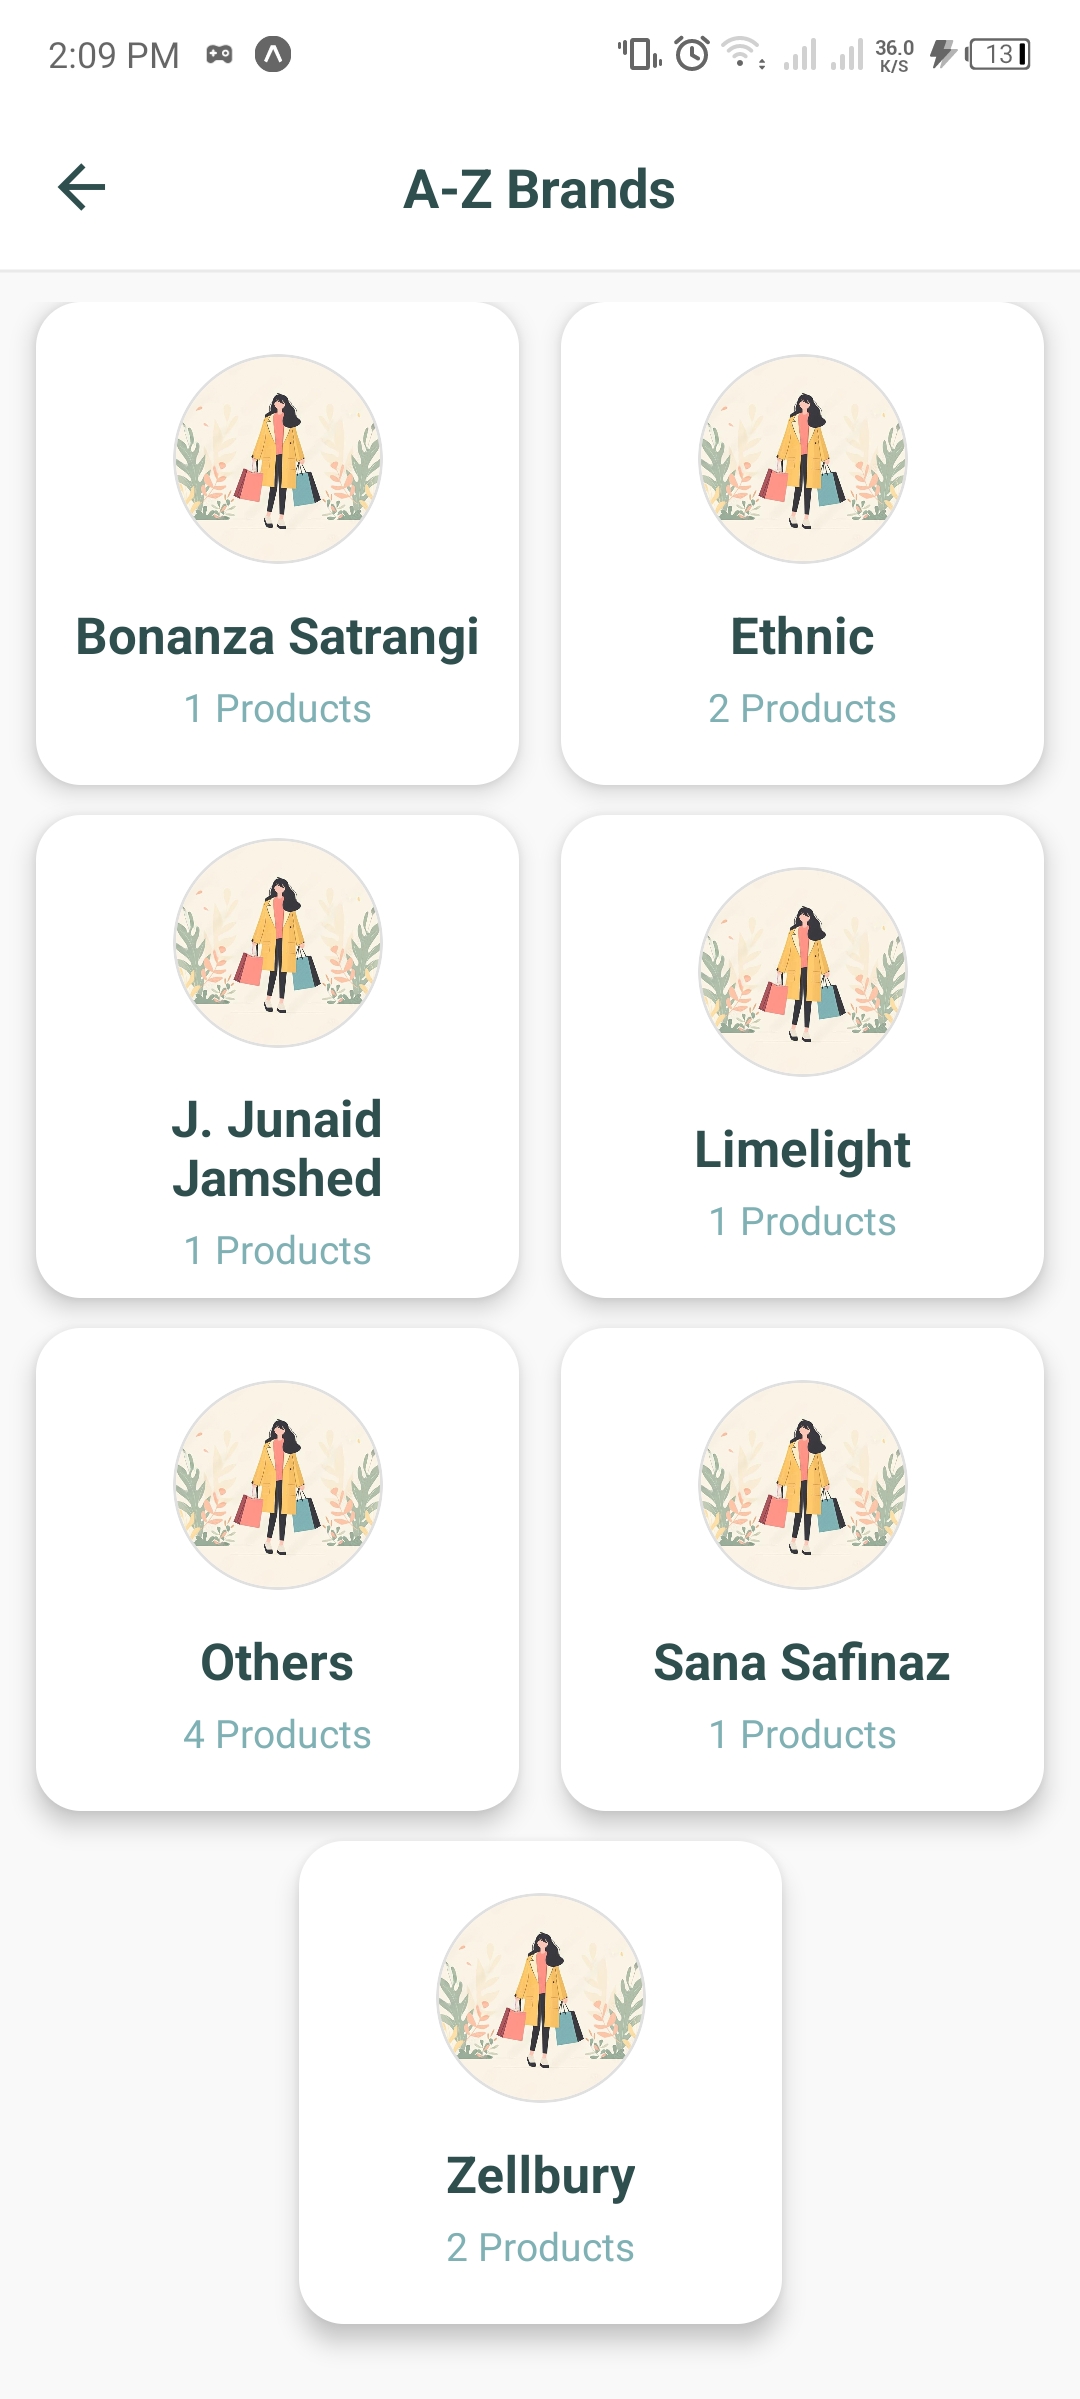 2:09 PM
36.0
K/S
13
A-Z Brands
Bonanza Satrangi
1 Products
Ethnic
2 Products
J. Junaid
Jamshed
1 Products
Limelight
1 Products
Others
4 Products
Sana Safinaz
1 Products
Zellbury
2 Products